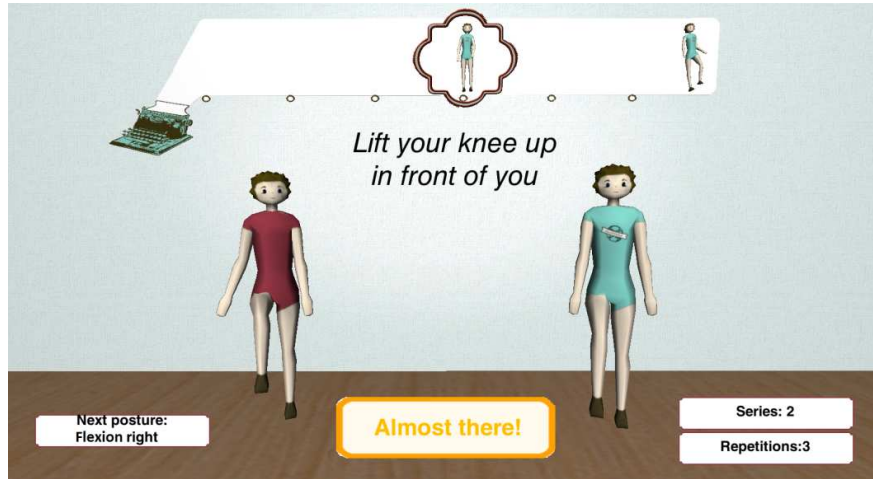 Lift your knee up
in front of you
Next posture:
Flexion right
Almost there!
Series: 2
Repetitions:3